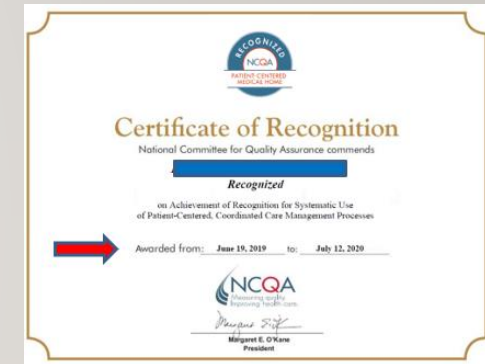 RECOGNIZED
NCQA
PATIENT-CENTERED
MEDICAL HOME
Certificate of Recognition
National Committee for Quality Assurance commends
Recognized
on Achievement of Recognition for Systematic Use
of Patient-Centered, Coordinated Care Management Processes
Awarded from: June 19, 2019 to: July 12, 2020
NCQA
Measuring quality.
Improving health care.
Margaret E. O'Kane
President